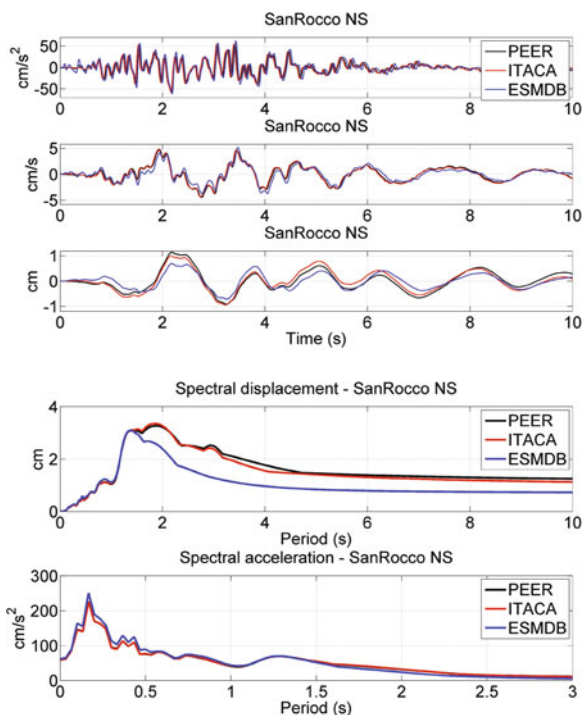 SanRocco NS
50
0
-50
cm/s²
PEER
ITACA
ESMDB
0 2 4 6 8 10
SanRocco NS
5
0
-5
cm/s
0 2 4 6 8 10
SanRocco NS
1
0
-1
cm
0 2 4 6 8 10
Time (s)
Spectral displacement - SanRocco NS
4
2
0
cm
PEER
ITACA
ESMDB
0 2 4 6 8 10
Period (s)
Spectral acceleration - SanRocco NS
300
200
100
0
cm/s²
PEER
ITACA
ESMDB
0 0.5 1 1.5 2 2.5 3
Period (s)